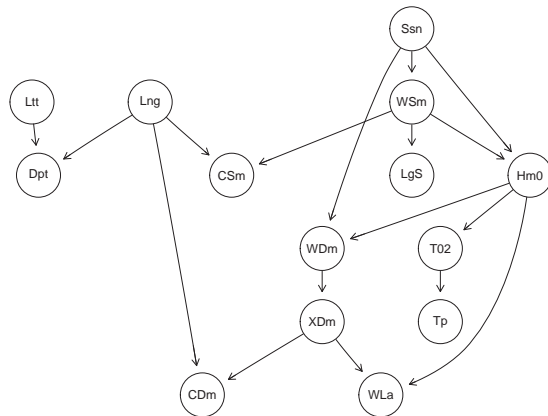 Ssn
Ltt
Lng
WSm
Dpt
CSm
LgS
Hm0
WDm
T02
XDm
Tp
CDm
WLa